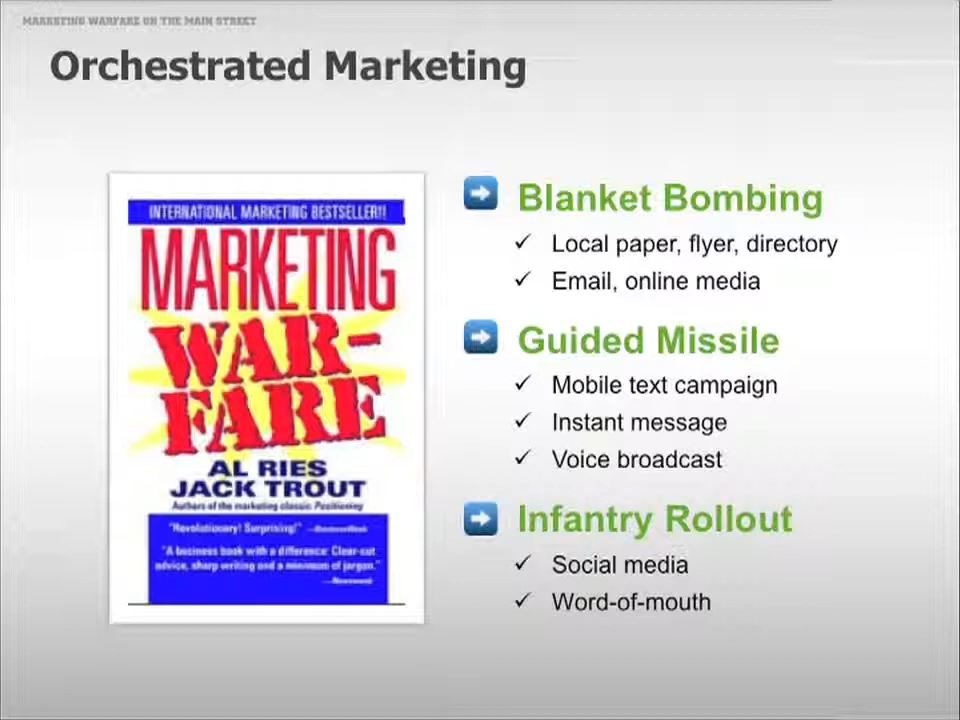 MARKETING WARFARE ON THE MAIN STREET
Orchestrated Marketing
INTERNATIONAL MARKETING BESTSELLER!!
MARKETING
WAR-
FARE
AL RIES
JACK TROUT
Authors of the marketing classic Positioning
"Revolutionary! Surprising!" —BusinessWeek
"A business book with a difference: Clear-cut
advice, sharp writing and a minimum of jargon."
—Newsweek
Blanket Bombing
Local paper, flyer, directory
Email, online media
Guided Missile
Mobile text campaign
Instant message
Voice broadcast
Infantry Rollout
Social media
Word-of-mouth